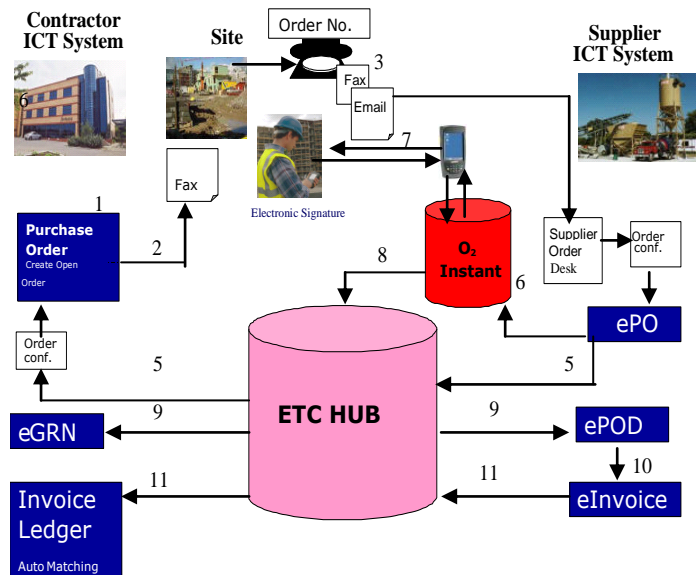 Contractor
ICT System
Site
Order No.
Supplier
ICT System
3
Fax
Email
6
7
Fax
Electronic Signature
1
Purchase
Order
Create Open
Order
2
O2
Instant
Supplier
Order
Desk
Order
conf.
8
6
ePO
Order
conf.
5
5
ETC HUB
eGRN
9
9
ePOD
10
11
11
eInvoice
Invoice
Ledger
Auto Matching